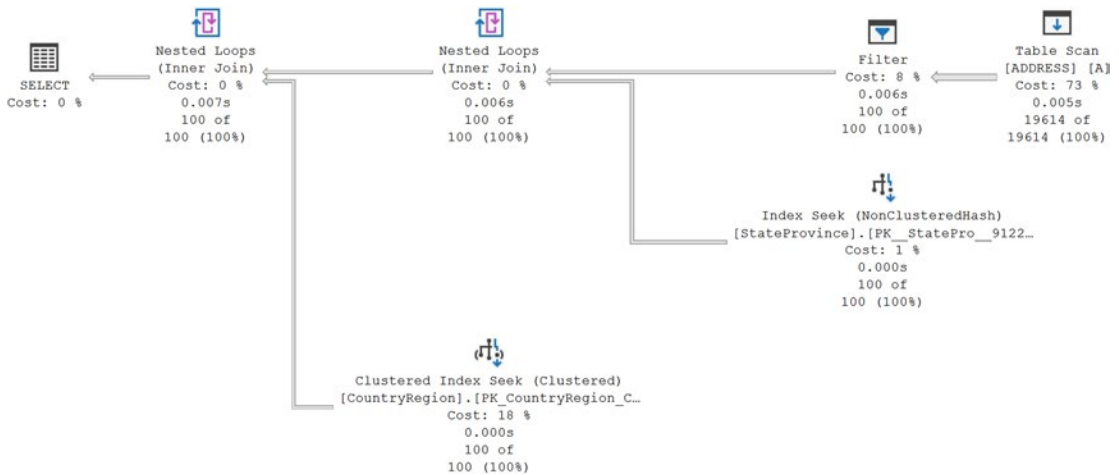 SELECT
Cost: 0 %
Nested Loops
(Inner Join)
Cost: 0 %
0.007s
100 of
100 (100%)
Nested Loops
(Inner Join)
Cost: 0 %
0.006s
100 of
100 (100%)
Filter
Cost: 8 %
0.006s
100 of
100 (100%)
Table Scan
[ADDRESS] [A]
Cost: 73 %
0.005s
19614 of
19614 (100%)
Index Seek (NonClusteredHash)
[StateProvince].[PK__StatePro__9122…
Cost: 1 %
0.000s
100 of
100 (100%)
Clustered Index Seek (Clustered)
[CountryRegion].[PK_CountryRegion_C…
Cost: 18 %
0.000s
100 of
100 (100%)